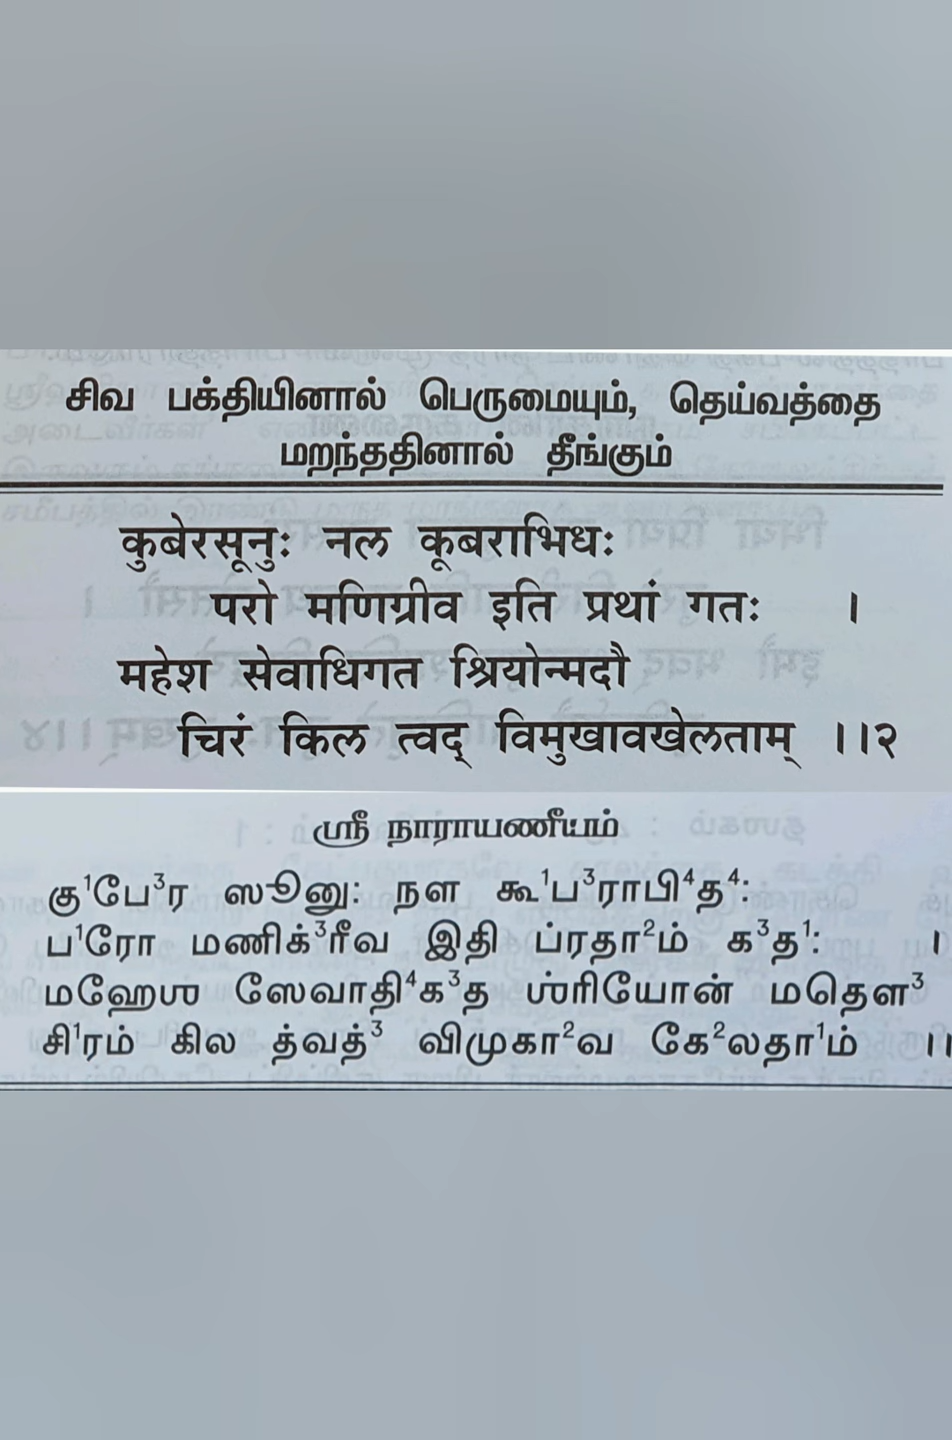 சிவ பக்தியினால் பெருமையும், தெய்வத்தை
மறந்ததினால் தீங்கும்
कुबेरसूनुः नल कूबराभिधः
परो मणिग्रीव इति प्रथां गतः ।
महेश सेवाधिगत श्रियोन्मदौ
चिरं किल त्वद् विमुखावखेलताम् ।।२
ஸ்ரீ நாராயணீயம்
கு¹பே³ர ஸூனு: நள கூ¹ப³ராபி⁴த⁴:
ப¹ரோ மணிக்³ரீவ இதி ப்ரதா²ம் க³த¹: ।
மஹேஶ ஸேவாதி⁴க³த ஶ்ரியோன் மதௌ³
சி¹ரம் கில த்வத்³ விமுகா²வ கே²லதா¹ம் ।।